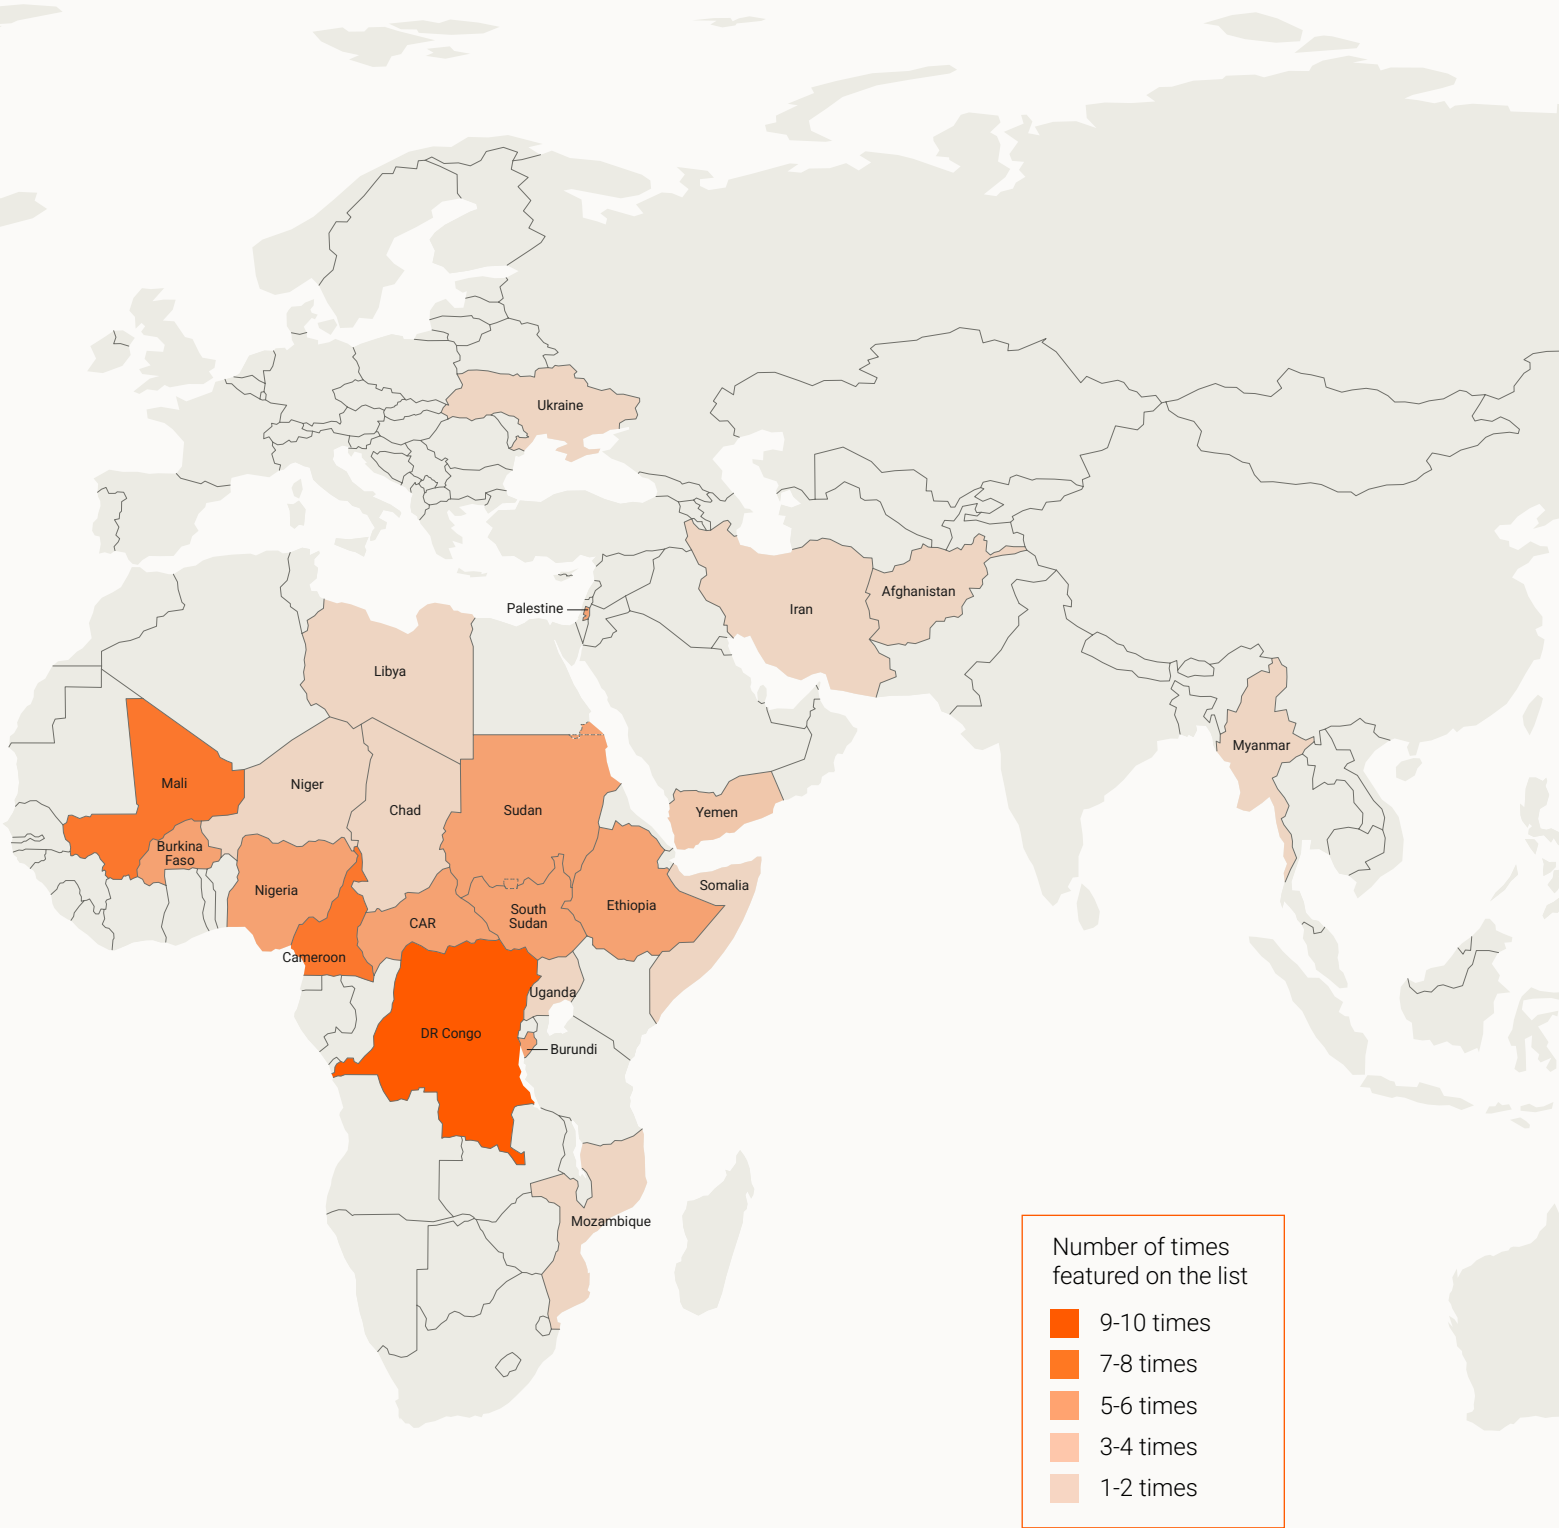 Ukraine
Palestine
Iran
Afghanistan
Libya
Myanmar
Mali
Niger
Chad
Sudan
Yemen
Burkina
Faso
Nigeria
CAR
South
Sudan
Ethiopia
Somalia
Cameroon
Uganda
DR Congo
Burundi
Mozambique
Number of times
featured on the list
9-10 times
7-8 times
5-6 times
3-4 times
1-2 times